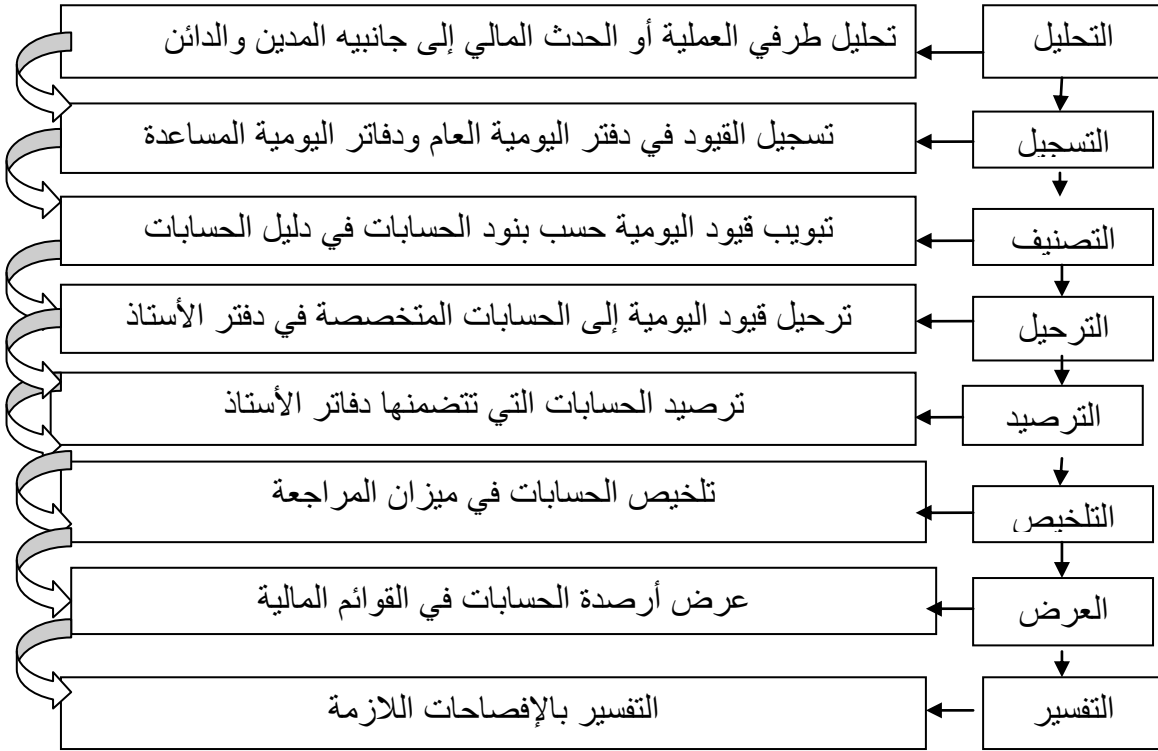 التحليل
تحليل طرفي العملية أو الحدث المالي إلى جانبيه المدين والدائن
التسجيل
تسجيل القيود في دفتر اليومية العام ودفاتر اليومية المساعدة
التصنيف
تبويب قيود اليومية حسب بنود الحسابات في دليل الحسابات
الترحيل
ترحيل قيود اليومية إلى الحسابات المتخصصة في دفتر الأستاذ
الترصيد
ترصيد الحسابات التي تتضمنها دفاتر الأستاذ
التلخيص
تلخيص الحسابات في ميزان المراجعة
العرض
عرض أرصدة الحسابات في القوائم المالية
التفسير
التفسير بالإفصاحات اللازمة